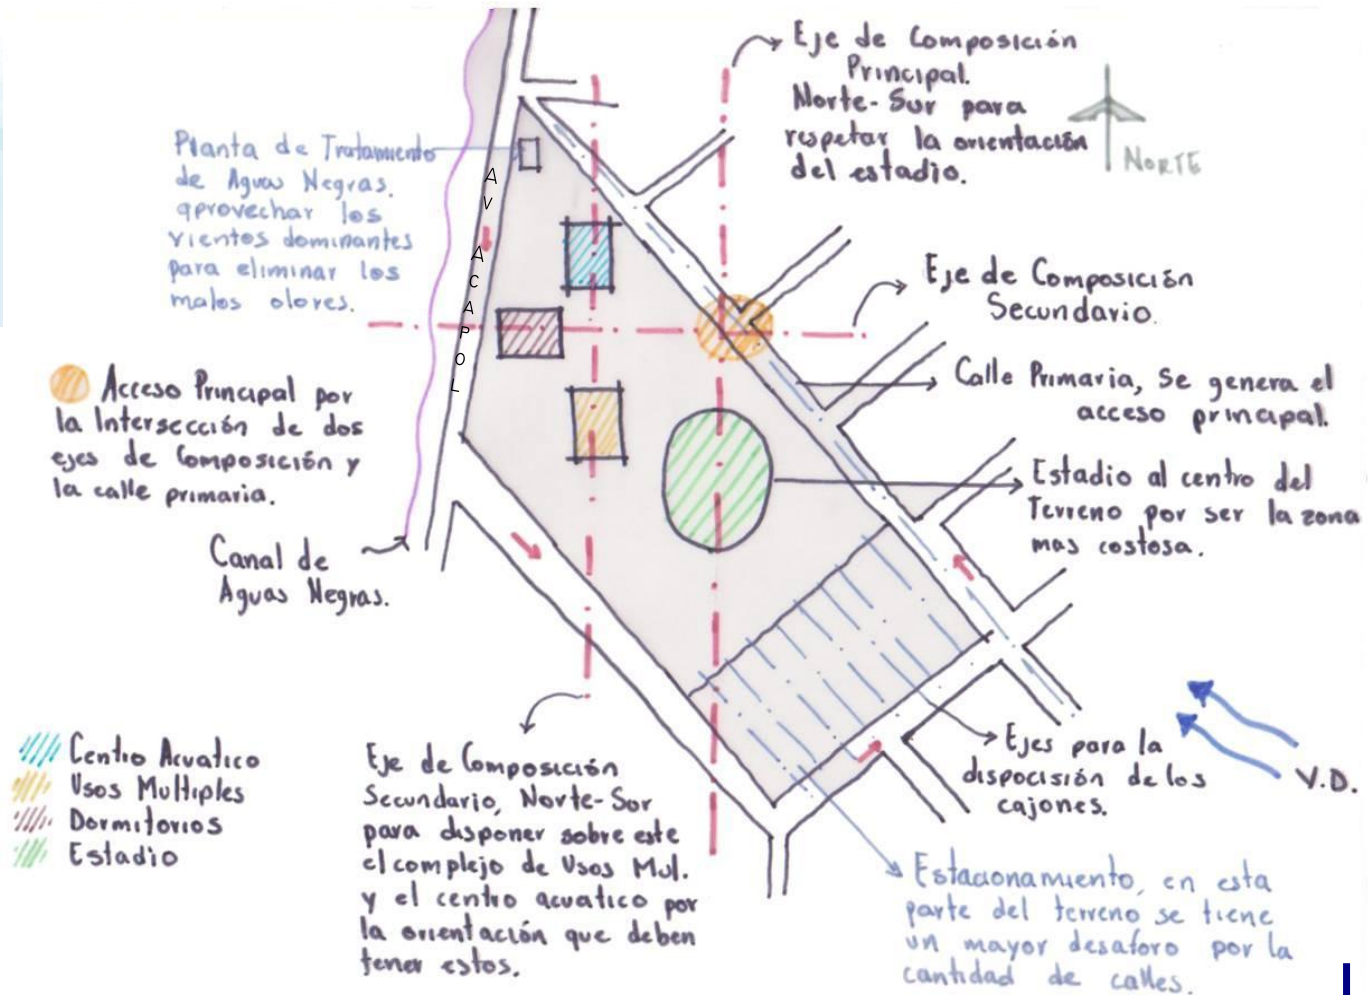 Eje de Composición
Principal.
Norte-Sur para
respetar la orientación
del estadio.
NORTE
Planta de Tratamiento
de Aguas Negras.
aprovechar los
vientos dominantes
para eliminar los
malos olores.
AV ACAPOL
Eje de Composición
Secundario.
Calle Primaria, Se genera el
acceso principal.
Acceso Principal por
la Intersección de dos
ejes de Composición y
la calle primaria.
Estadio al centro del
Terreno por ser la zona
mas costosa.
Canal de
Aguas Negras.
Centro Acuatico
Usos Multiples
Dormitorios
Estadio
Eje de Composición
Secundario, Norte-Sur
para disponer sobre este
el complejo de Usos Mul.
y el centro acuatico por
la orientación que deben
tener estos.
Ejes para la
dispocisión de los
cajones.
V.D.
Estacionamiento, en esta
parte del terreno se tiene
un mayor desaforo por la
cantidad de calles.